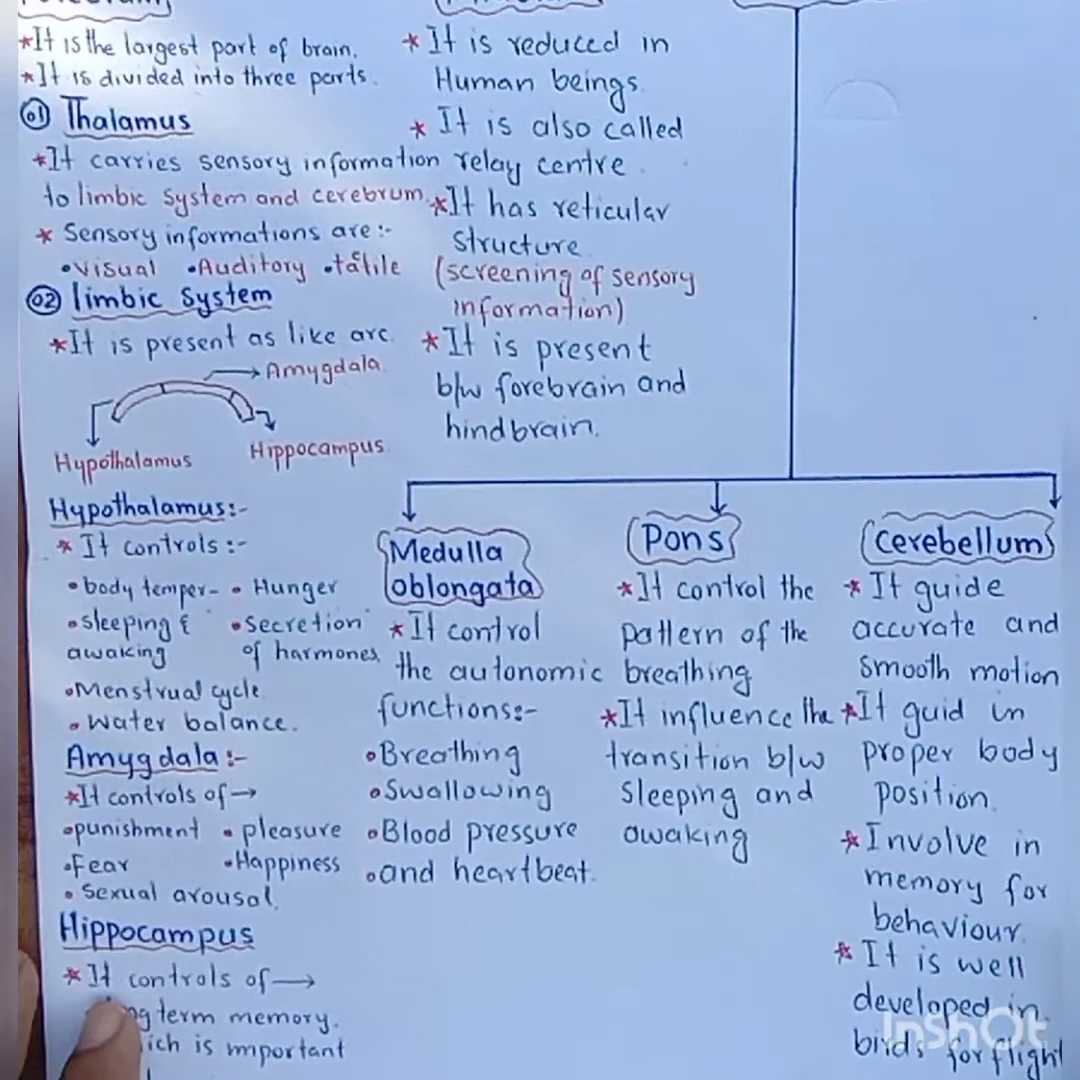 *It is the largest part of brain.
*It is divided into three parts.
01 Thalamus
*It carries sensory information
to limbic system and cerebrum
* Sensory informations are:-
•visual •Auditory •táctile
02 limbic system
*It is present as like arc.
Amygdala
Hypothalamus
Hippocampus
Hypothalamus:-
* It controls:-
•body temper- • Hunger
•sleeping & •secretion
awaking of harmones
•Menstrual cycle
•Water balance.
Amygdala:-
*It controls of→
•punishment •pleasure
•Fear •Happiness
•Sexual arousal.
Hippocampus
*It controls of→
term memory.
is important
*It is reduced in
Human beings.
*It is also called
relay centre
*It has reticular
structure.
(screening of sensory
information)
*It is present
b/w forebrain and
hindbrain.
Medulla
oblongata
*It control
the autonomic
functions:-
•Breathing
•Swallowing
•Blood pressure
•and heartbeat.
Pons
*It control the
pattern of the
breathing
*It influence the
transition b/w
sleeping and
awaking
Cerebellum
*It guide
accurate and
smooth motion
*It guid in
proper body
position.
*Involve in
memory for
behaviour.
*It is well
developed in
birds for flight
InShOt